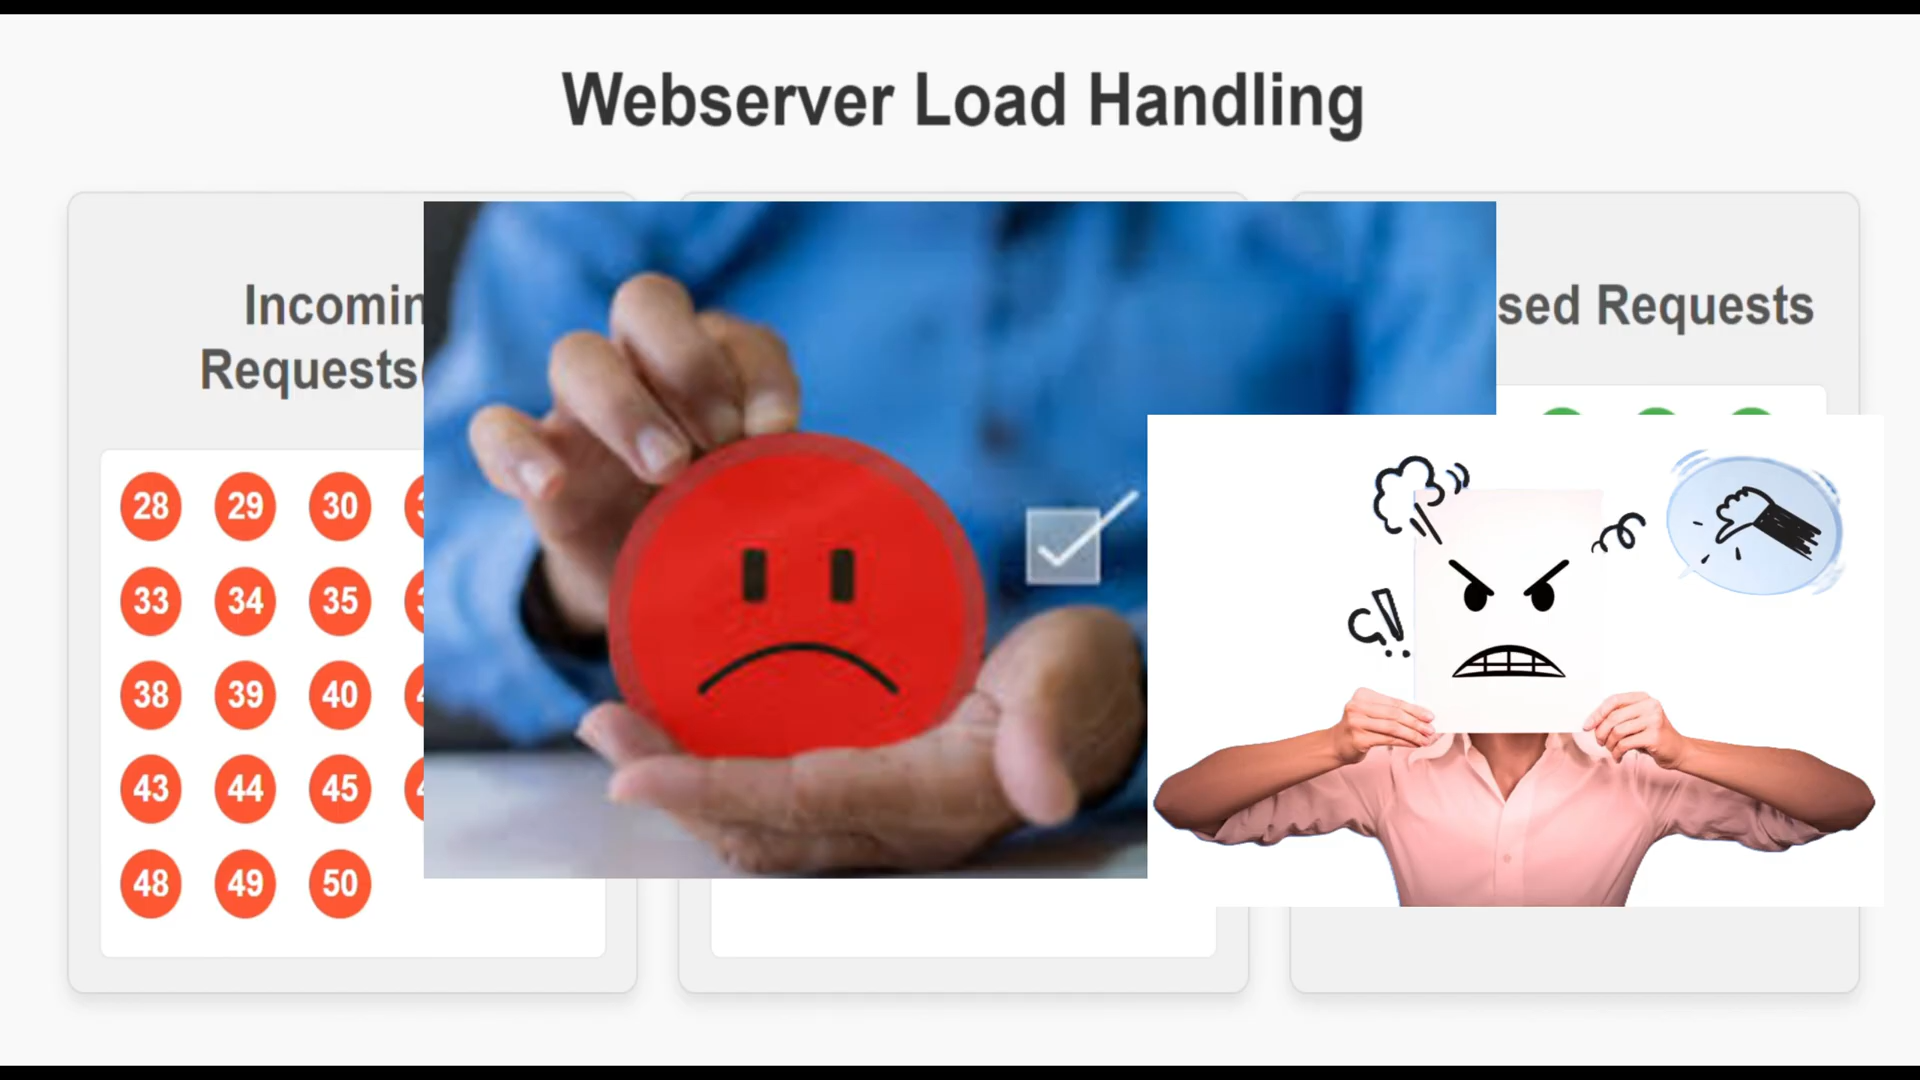 Webserver Load Handling
Incomin
Requests
sed Requests
28 29 30
33 34 35
38 39 40
43 44 45
48 49 50